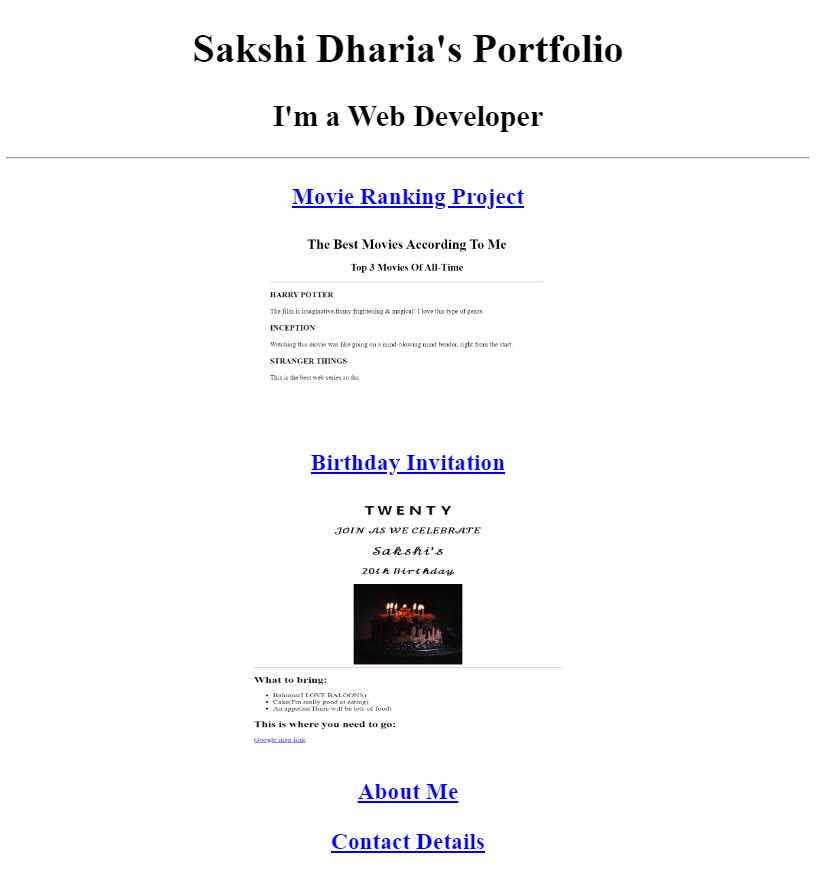 Sakshi Dharia's Portfolio
I'm a Web Developer
Movie Ranking Project
The Best Movies According To Me
Top 3 Movies Of All-Time
HARRY POTTER
The film is imaginative,funny frightening & magical! I love this type of genre.
INCEPTION
Watching this movie was like going on a mind-blowing mind bender, right from the start.
STRANGER THINGS
This is the best web series so far.
Birthday Invitation
TWENTY
JOIN AS WE CELEBRATE
Sakshi's
20th Birthday
What to bring:
Baloons(I LOVE BALOONS)
Cake(I'm really good at eating)
An appetite(There will be lots of food)
This is where you need to go:
Google map link
About Me
Contact Details